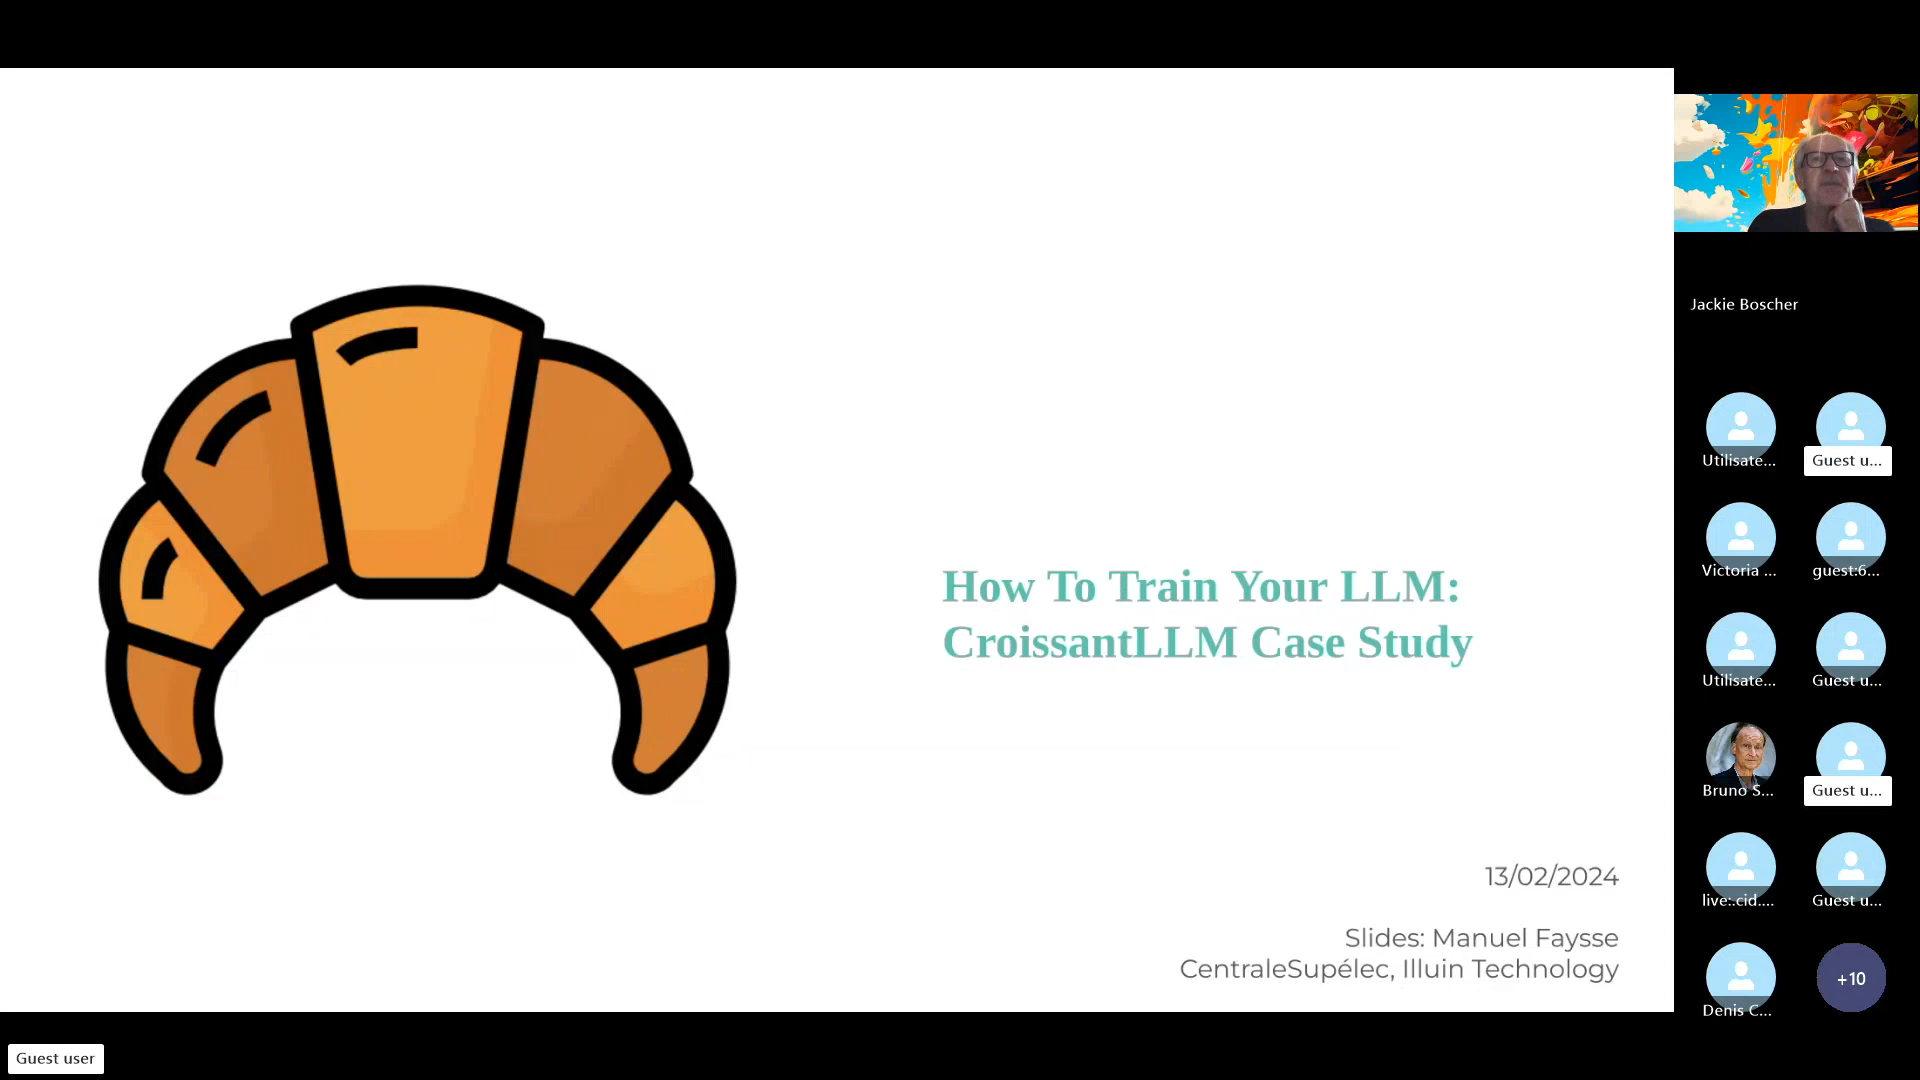 How To Train Your LLM:
CroissantLLM Case Study
13/02/2024
Slides: Manuel Faysse
CentraleSupélec, Illuin Technology
Jackie Boscher
Utilisate...
Guest u...
Victoria ...
guest:6...
Utilisate...
Guest u...
Bruno S...
Guest u...
live:.cid....
Guest u...
Denis C...
+10
Guest user